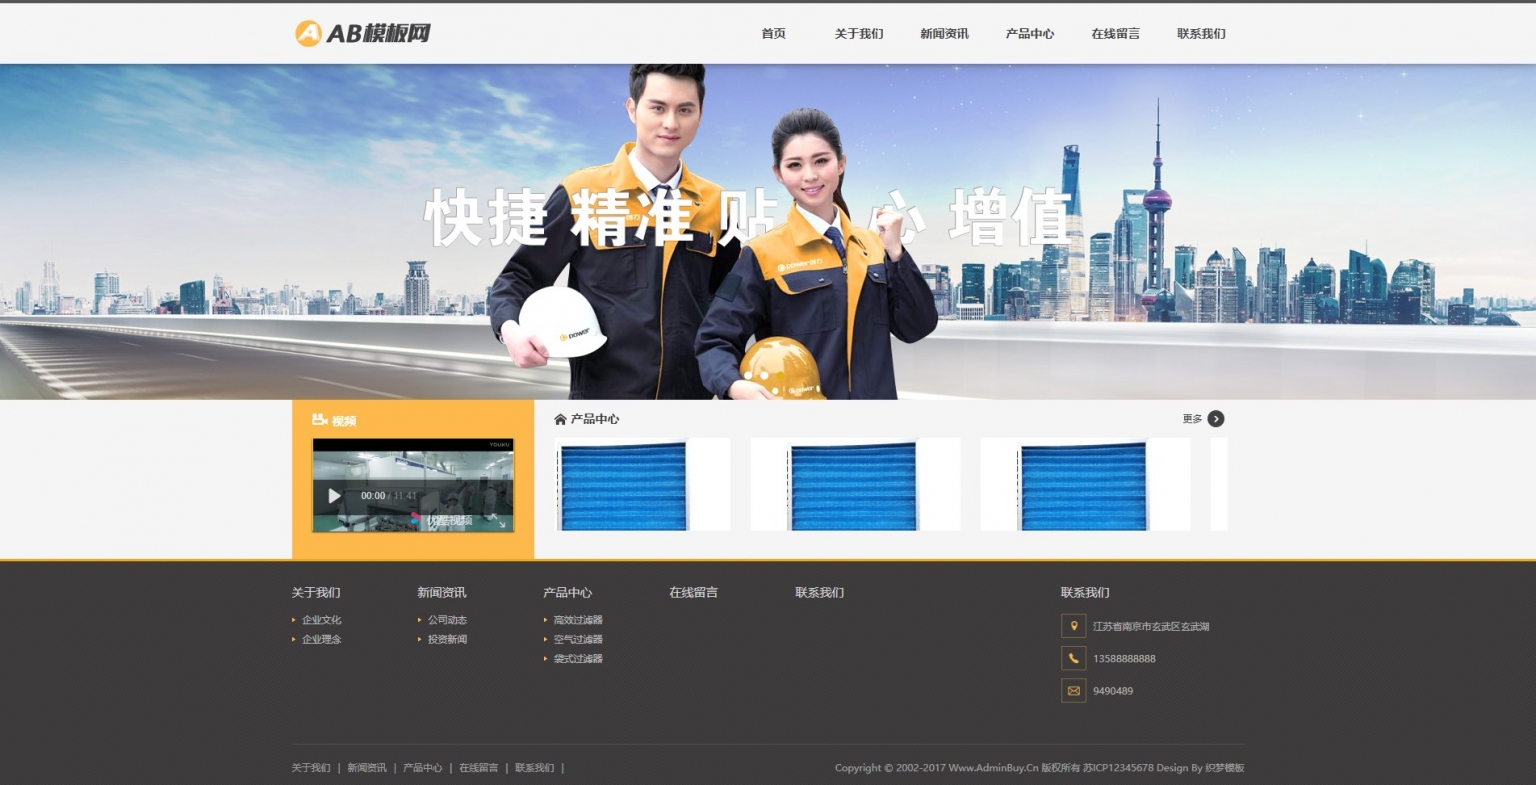 AB模板网
首页 关于我们 新闻资讯 产品中心 在线留言 联系我们
快捷 精准 贴心 增值
power
power
视频
产品中心
更多
YOUKU
00:00 / 11:41
优酷视频
关于我们 新闻资讯 产品中心 在线留言 联系我们 联系我们
企业文化 公司动态 高效过滤器 江苏省南京市玄武区玄武湖
企业理念 投资新闻 空气过滤器
袋式过滤器 13588888888
9490489
关于我们 | 新闻资讯 | 产品中心 | 在线留言 | 联系我们 |
Copyright © 2002-2017 Www.AdminBuy.Cn 版权所有 苏ICP12345678 Design By 织梦模板